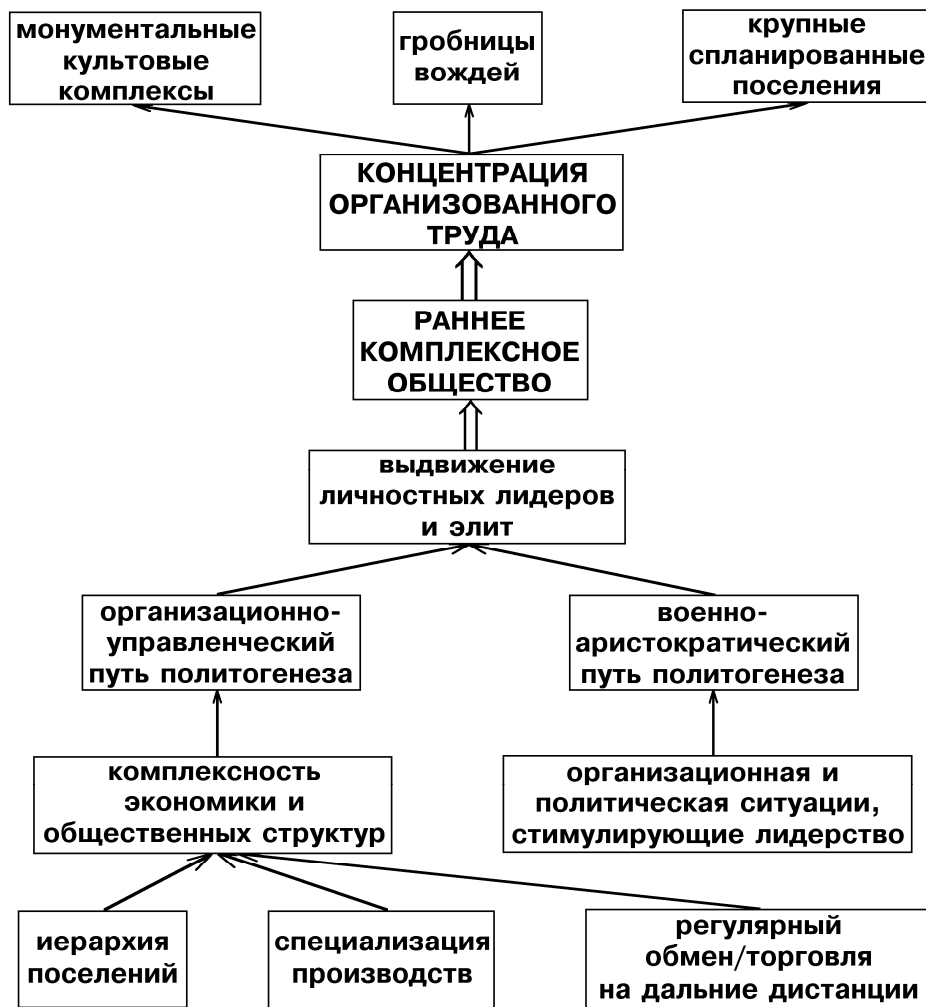 монументальные
культовые
комплексы
гробницы
вождей
крупные
спланированные
поселения
КОНЦЕНТРАЦИЯ
ОРГАНИЗОВАННОГО
ТРУДА
РАННЕЕ
КОМПЛЕКСНОЕ
ОБЩЕСТВО
выдвижение
личностных лидеров
и элит
организационно-
управленческий
путь политогенеза
военно-
аристократический
путь политогенеза
комплексность
экономики и
общественных структур
организационная и
политическая ситуации,
стимулирующие лидерство
иерархия
поселений
специализация
производств
регулярный
обмен/торговля
на дальние дистанции